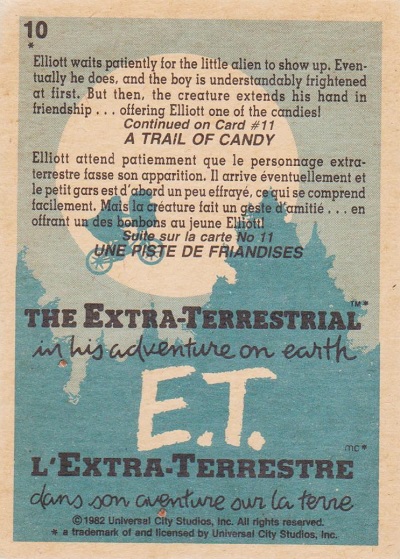 10
*
Elliott waits patiently for the little alien to show up. Even-
tually he does, and the boy is understandably frightened
at first. But then, the creature extends his hand in
friendship . . . offering Elliott one of the candies!
Continued on Card #11
A TRAIL OF CANDY
Elliott attend patiemment que le personnage extra-
terrestre fasse son apparition. Il arrive éventuellement et
le petit gars est d'abord un peu effrayé, ce qui se comprend
facilement. Mais la créature fait un geste d'amitié . . . en
offrant un des bonbons au jeune Elliott!
Suite sur la carte No 11
UNE PISTE DE FRIANDISES
THE EXTRA-TERRESTRIAL ™*
in his adventure on earth
E.T.
mc*
L'EXTRA-TERRESTRE
dans son aventure sur la terre
©1982 Universal City Studios, Inc. All rights reserved.
* a trademark of and licensed by Universal City Studios, Inc.